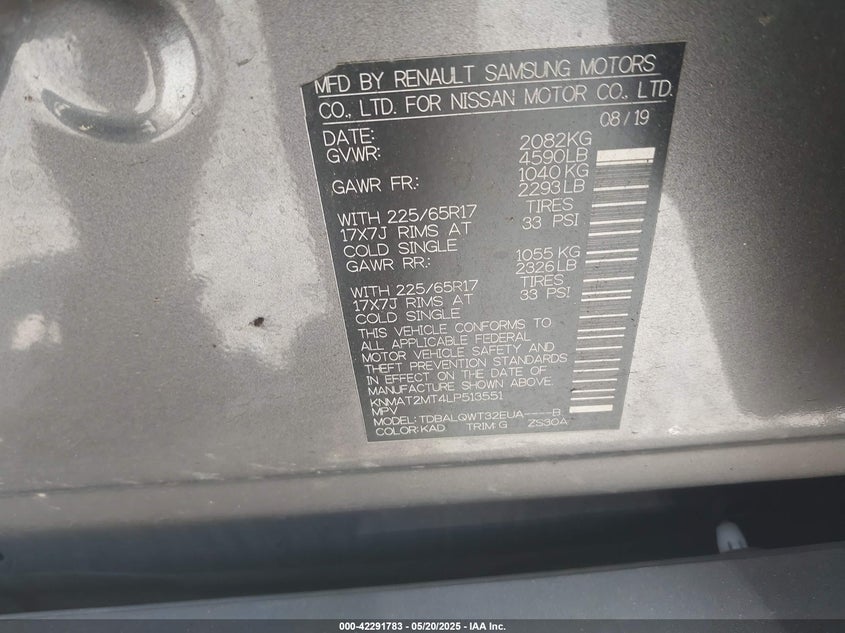 MFD BY RENAULT SAMSUNG MOTORS
CO., LTD. FOR NISSAN MOTOR CO., LTD.
DATE: 08/19
GVWR: 2082KG
4590LB
GAWR FR.: 1040KG
2293LB
WITH 225/65R17 TIRES
17X7J RIMS AT 33 PSI
COLD SINGLE
GAWR RR.: 1055 KG
2326LB
WITH 225/65R17 TIRES
17X7J RIMS AT 33 PSI
COLD SINGLE
THIS VEHICLE CONFORMS TO
ALL APPLICABLE FEDERAL
MOTOR VEHICLE SAFETY AND
THEFT PREVENTION STANDARDS
IN EFFECT ON THE DATE OF
MANUFACTURE SHOWN ABOVE.
KNMAT2MT4LP513551
MPV
MODEL: TDBALQWT32EUA----B
COLOR: KAD TRIM: G ZS30A
000-42291783 - 05/20/2025 - IAA Inc.